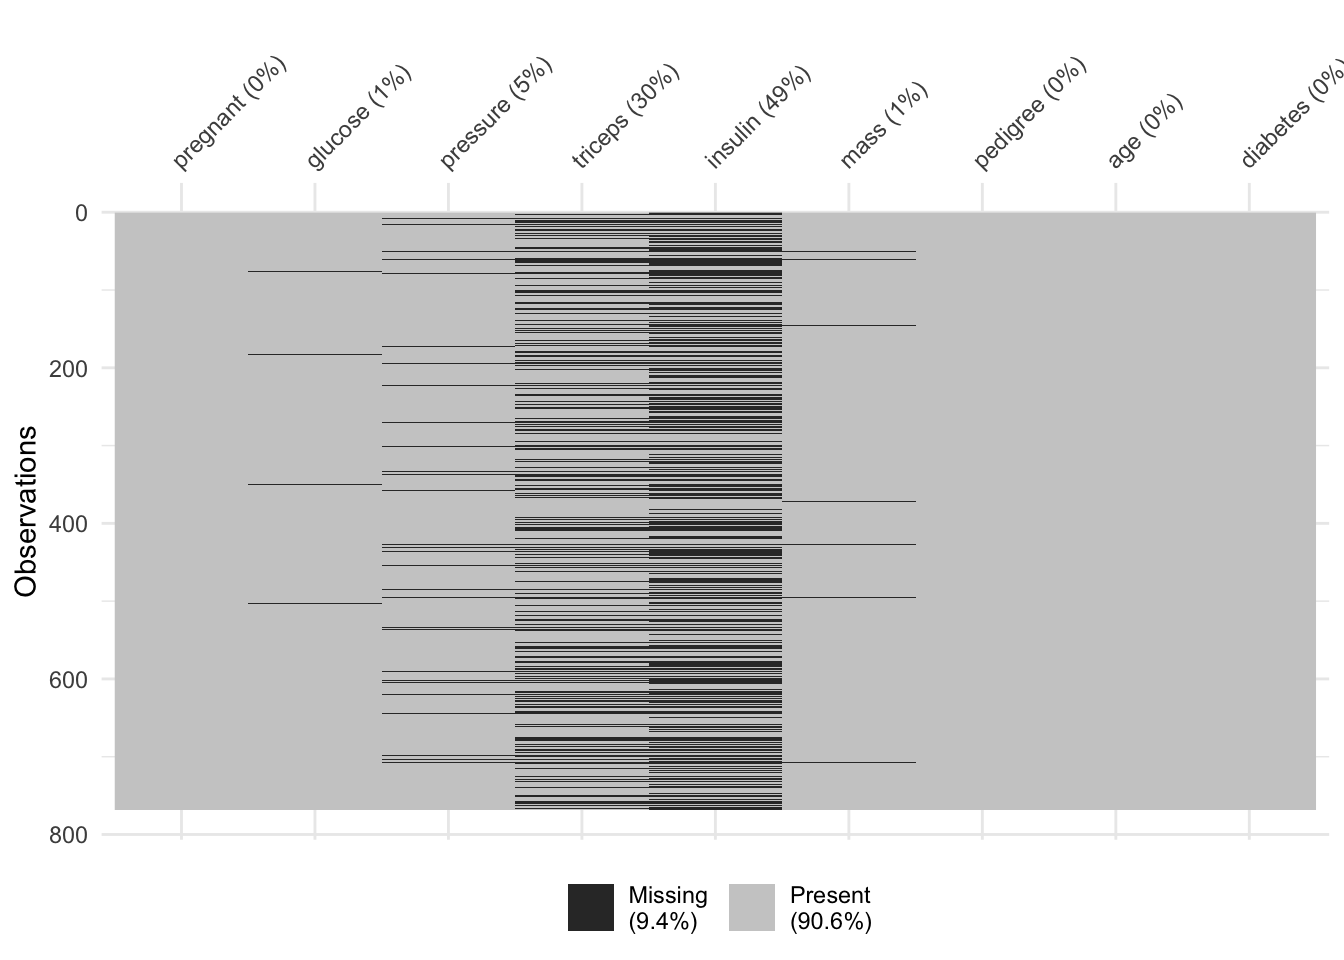 pregnant (0%)
glucose (1%)
pressure (5%)
triceps (30%)
insulin (49%)
mass (1%)
pedigree (0%)
age (0%)
diabetes (0%)
0
200
400
600
800
Observations
Missing
(9.4%)
Present
(90.6%)